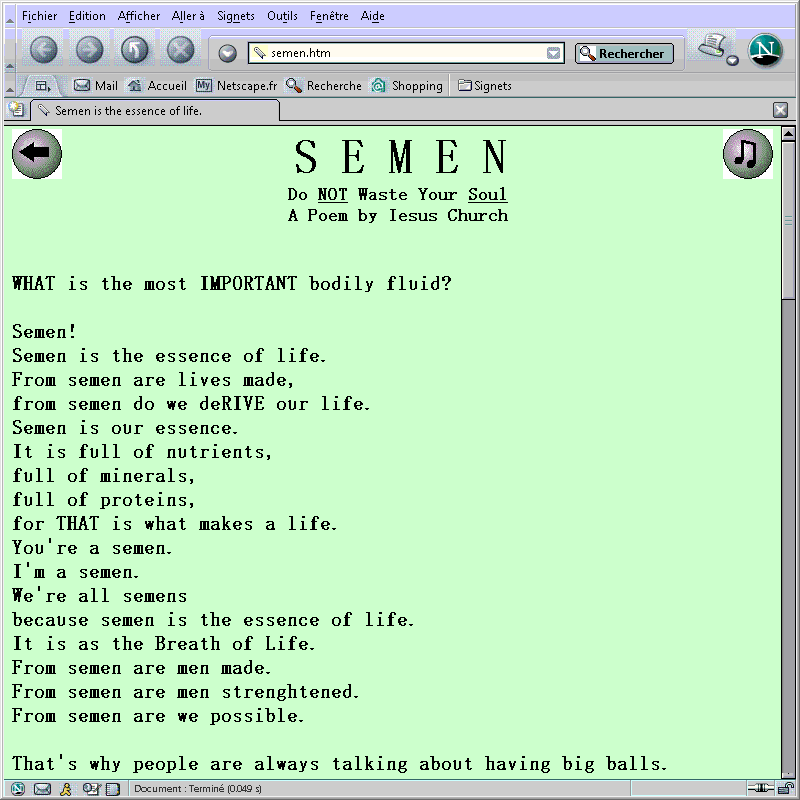 Fichier Edition Afficher Aller à Signets Outils Fenêtre Aide
semen.htm Rechercher N
Mail Accueil My Netscape.fr Recherche Shopping Signets
Semen is the essence of life.
S E M E N
Do NOT Waste Your Soul
A Poem by Iesus Church
WHAT is the most IMPORTANT bodily fluid?
Semen!
Semen is the essence of life.
From semen are lives made,
from semen do we deRIVE our life.
Semen is our essence.
It is full of nutrients,
full of minerals,
full of proteins,
for THAT is what makes a life.
You're a semen.
I'm a semen.
We're all semens
because semen is the essence of life.
It is as the Breath of Life.
From semen are men made.
From semen are men strenghtened.
From semen are we possible.
That's why people are always talking about having big balls.
Document : Terminé (0.049 s)